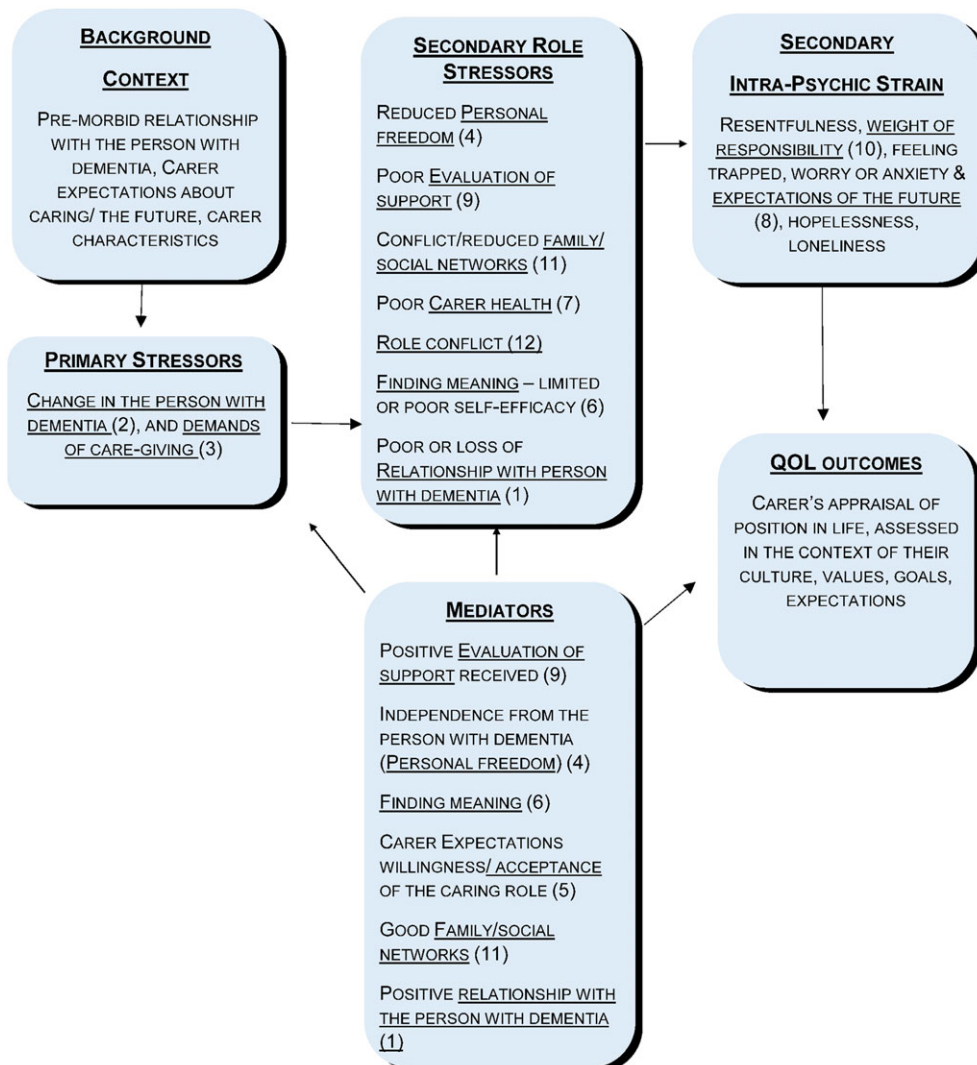 BACKGROUND
CONTEXT
PRE-MORBID RELATIONSHIP
WITH THE PERSON WITH
DEMENTIA, CARER
EXPECTATIONS ABOUT
CARING/ THE FUTURE, CARER
CHARACTERISTICS
PRIMARY STRESSORS
CHANGE IN THE PERSON WITH
DEMENTIA (2), AND DEMANDS
OF CARE-GIVING (3)
SECONDARY ROLE
STRESSORS
REDUCED PERSONAL
FREEDOM (4)
POOR EVALUATION OF
SUPPORT (9)
CONFLICT/REDUCED FAMILY/
SOCIAL NETWORKS (11)
POOR CARER HEALTH (7)
ROLE CONFLICT (12)
FINDING MEANING – LIMITED
OR POOR SELF-EFFICACY (6)
POOR OR LOSS OF
RELATIONSHIP WITH PERSON
WITH DEMENTIA (1)
SECONDARY
INTRA-PSYCHIC STRAIN
RESENTFULNESS, WEIGHT OF
RESPONSIBILITY (10), FEELING
TRAPPED, WORRY OR ANXIETY &
EXPECTATIONS OF THE FUTURE
(8), HOPELESSNESS,
LONELINESS
QOL OUTCOMES
CARER'S APPRAISAL OF
POSITION IN LIFE, ASSESSED
IN THE CONTEXT OF THEIR
CULTURE, VALUES, GOALS,
EXPECTATIONS
MEDIATORS
POSITIVE EVALUATION OF
SUPPORT RECEIVED (9)
INDEPENDENCE FROM THE
PERSON WITH DEMENTIA
(PERSONAL FREEDOM) (4)
FINDING MEANING (6)
CARER EXPECTATIONS
WILLINGNESS/ ACCEPTANCE
OF THE CARING ROLE (5)
GOOD FAMILY/SOCIAL
NETWORKS (11)
POSITIVE RELATIONSHIP WITH
THE PERSON WITH DEMENTIA
(1)